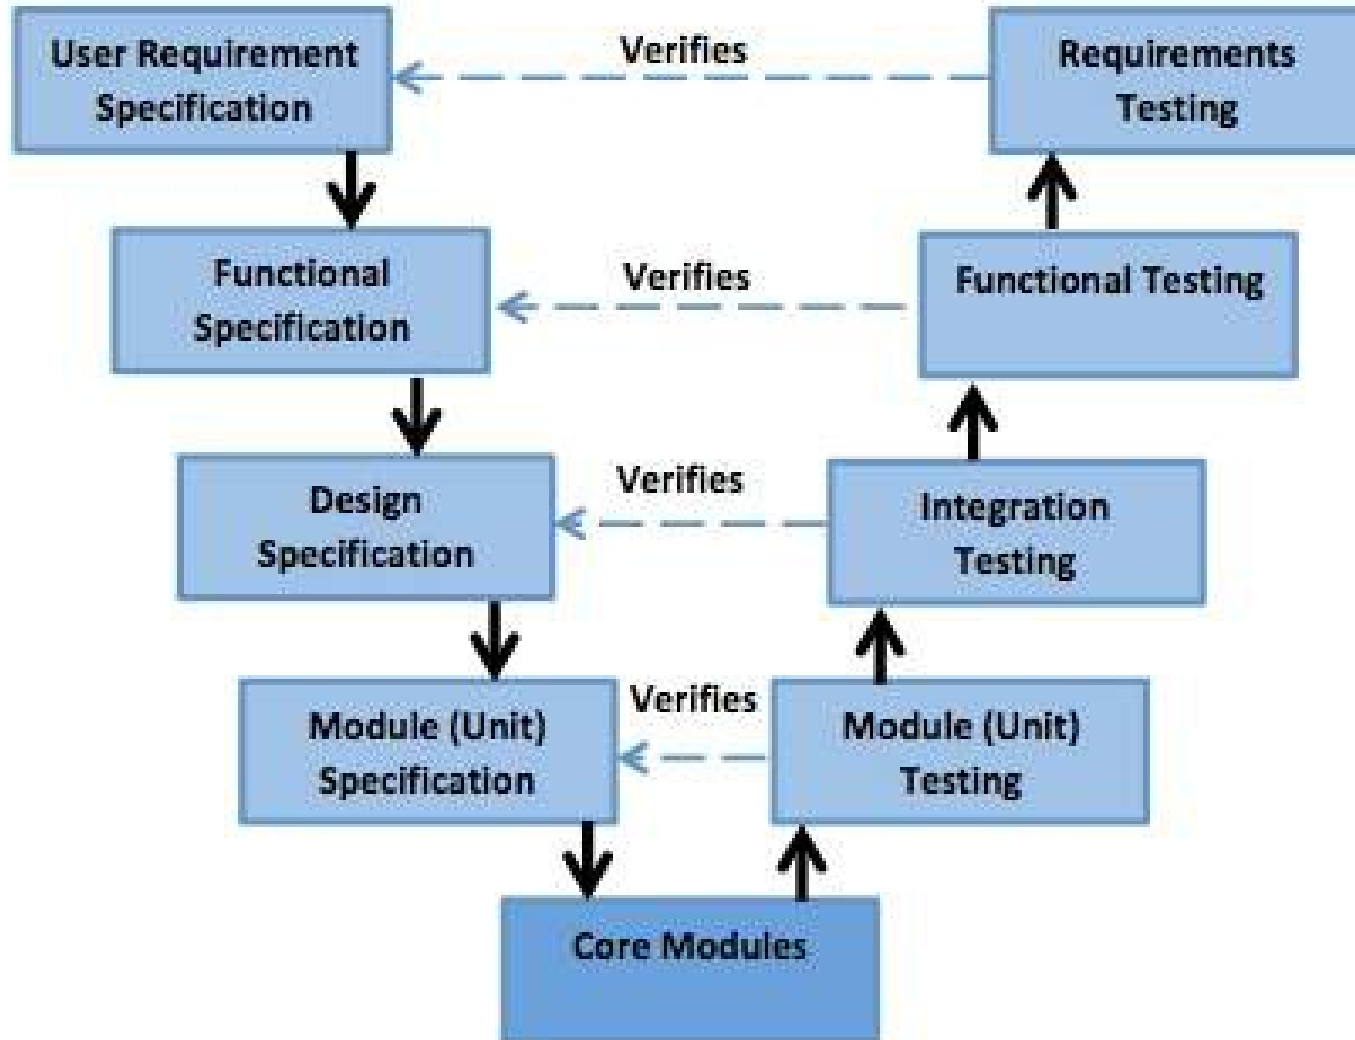 User Requirement
Specification
Verifies
Requirements
Testing
Functional
Specification
Verifies
Functional Testing
Design
Specification
Verifies
Integration
Testing
Module (Unit)
Specification
Verifies
Module (Unit)
Testing
Core Modules